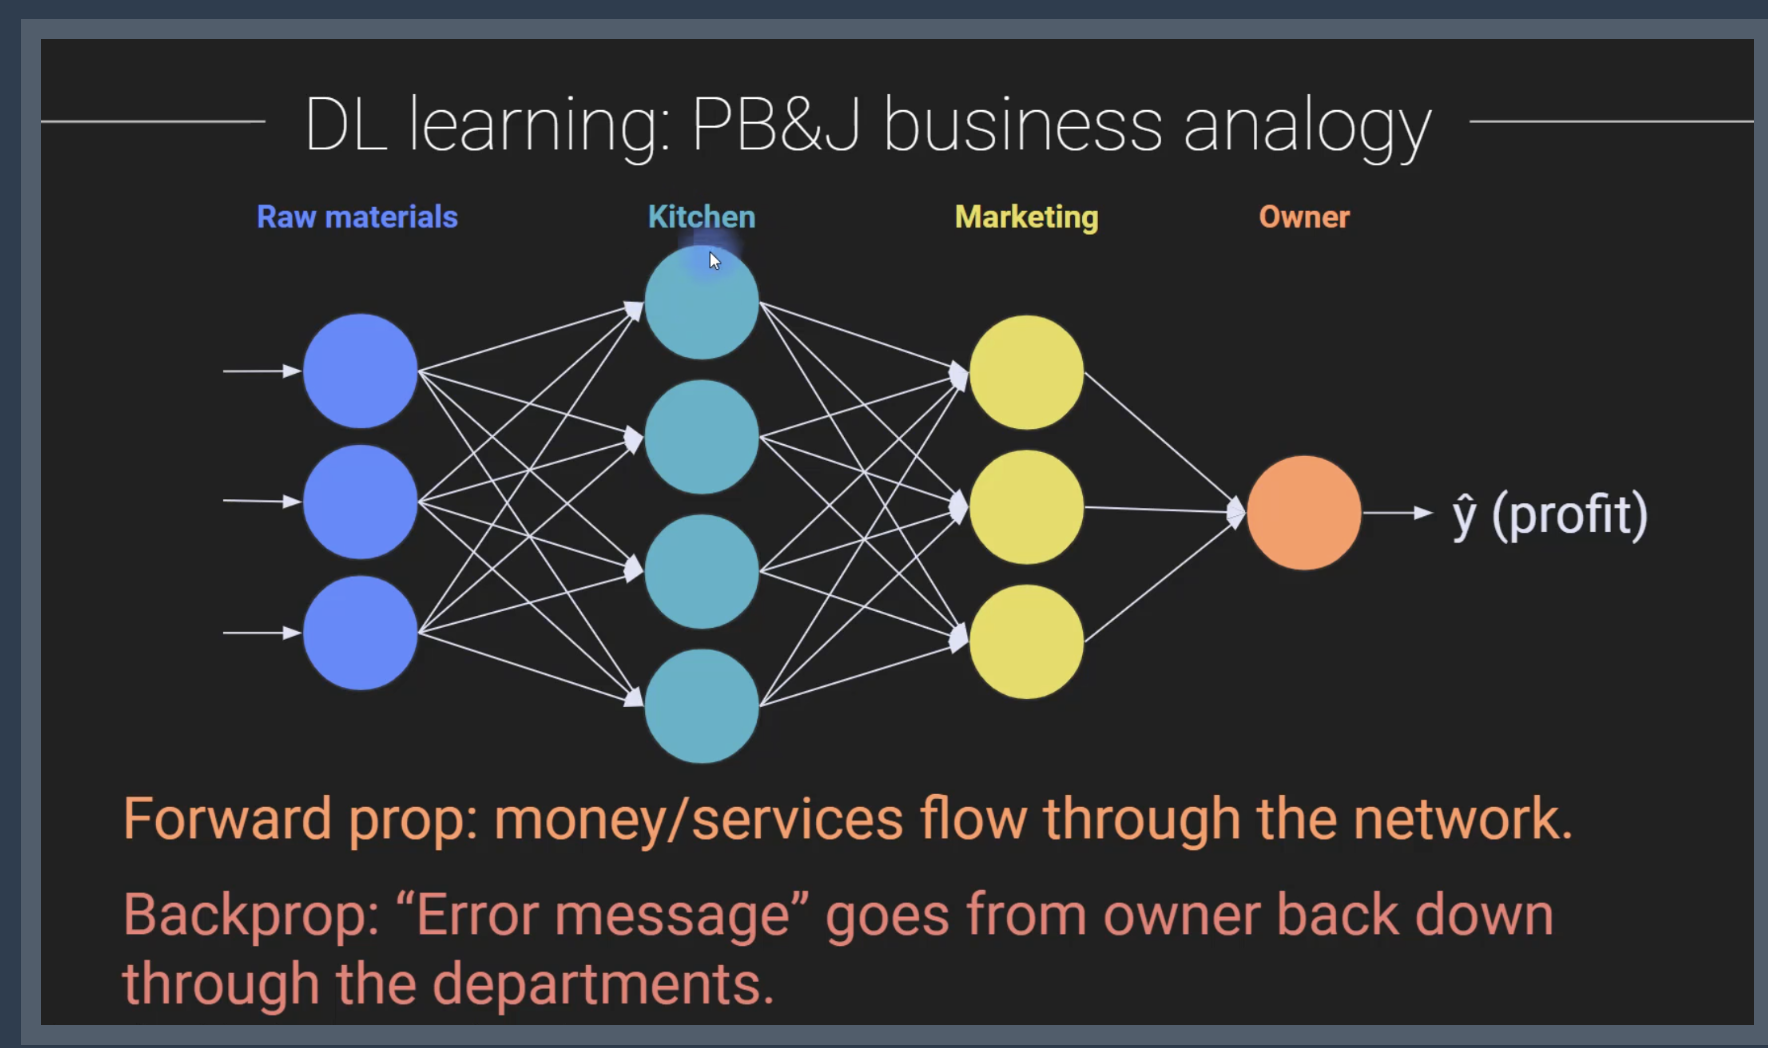 DL learning: PB&J business analogy
Raw materials
Kitchen
Marketing
Owner
ŷ (profit)
Forward prop: money/services flow through the network.
Backprop: “Error message” goes from owner back down
through the departments.